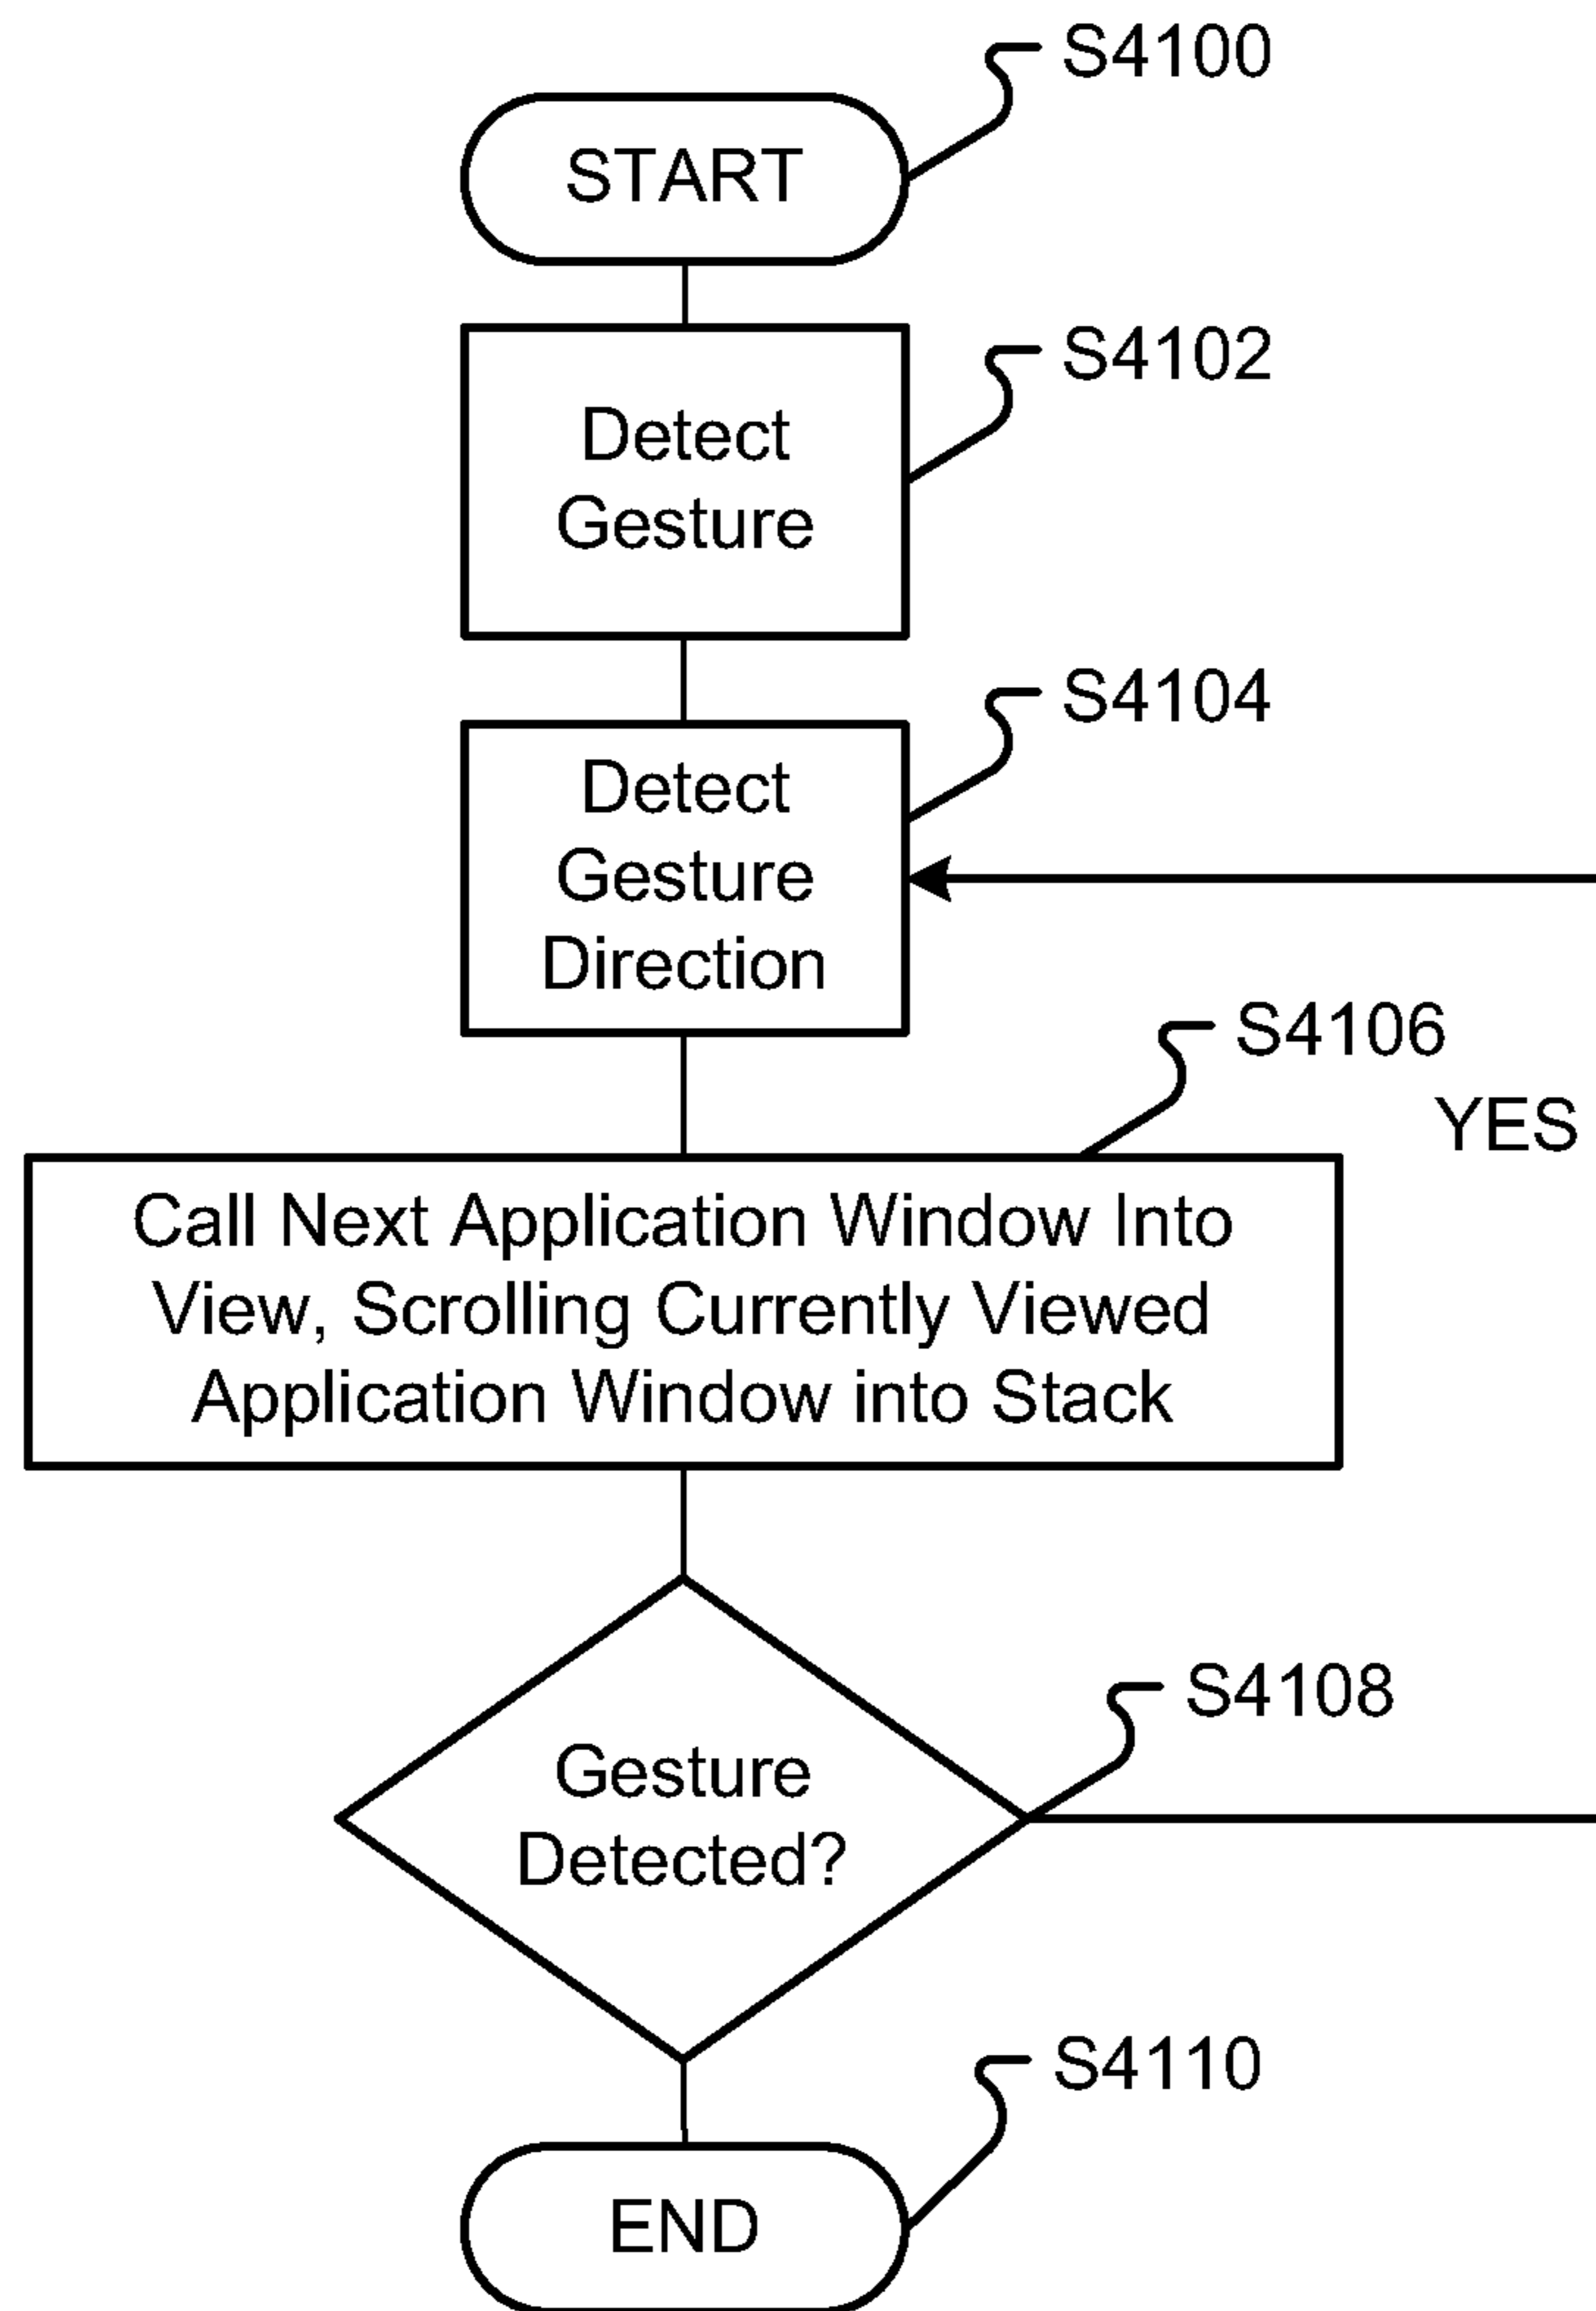 S4100
START
S4102
Detect
Gesture
S4104
Detect
Gesture
Direction
S4106
YES
Call Next Application Window Into
View, Scrolling Currently Viewed
Application Window into Stack
S4108
Gesture
Detected?
S4110
END